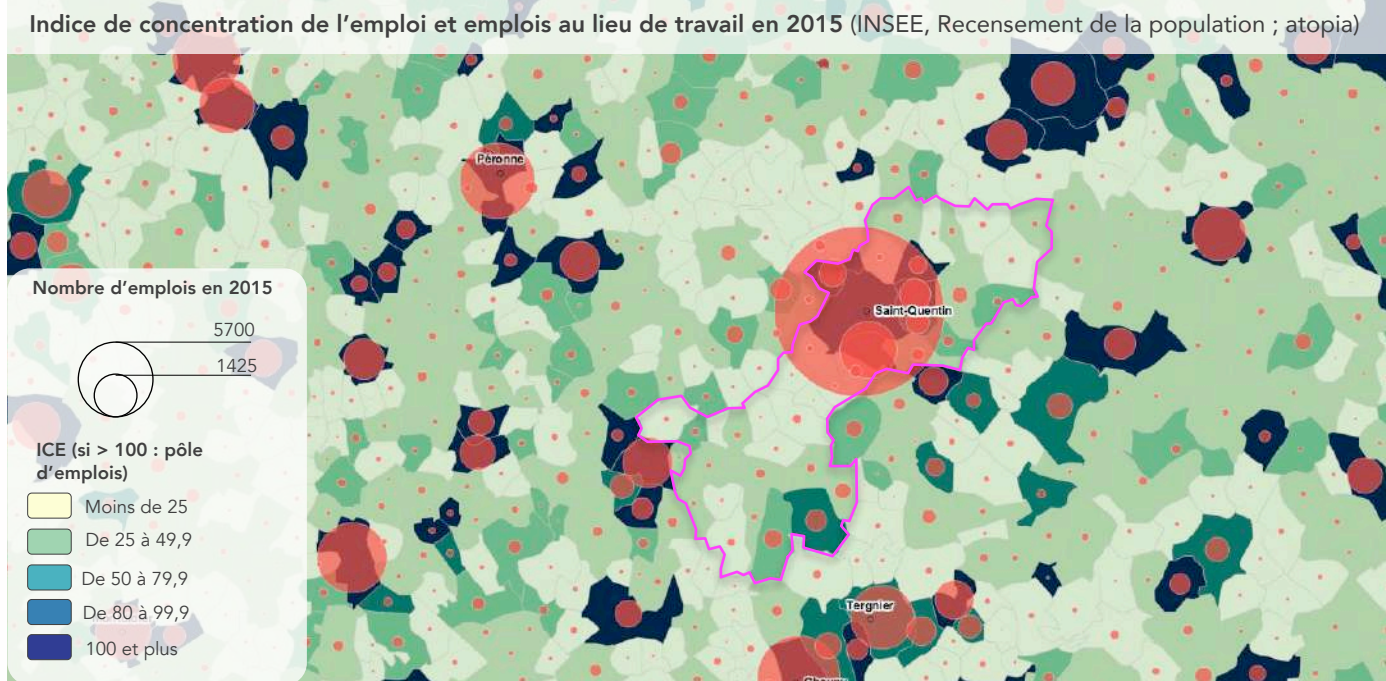 Indice de concentration de l’emploi et emplois au lieu de travail en 2015 (INSEE, Recensement de la population ; atopia)
Péronne
Saint-Quentin
Nombre d’emplois en 2015
5700
1425
ICE (si > 100 : pôle
d’emplois)
Moins de 25
De 25 à 49,9
De 50 à 79,9
De 80 à 99,9
100 et plus
Tergnier